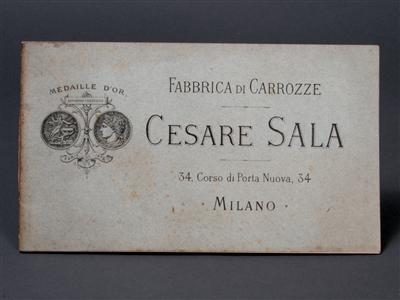 MEDAILLE D'OR
FABBRICA DI CARROZZE
CESARE SALA
34, Corso di Porta Nuova, 34
· MILANO ·